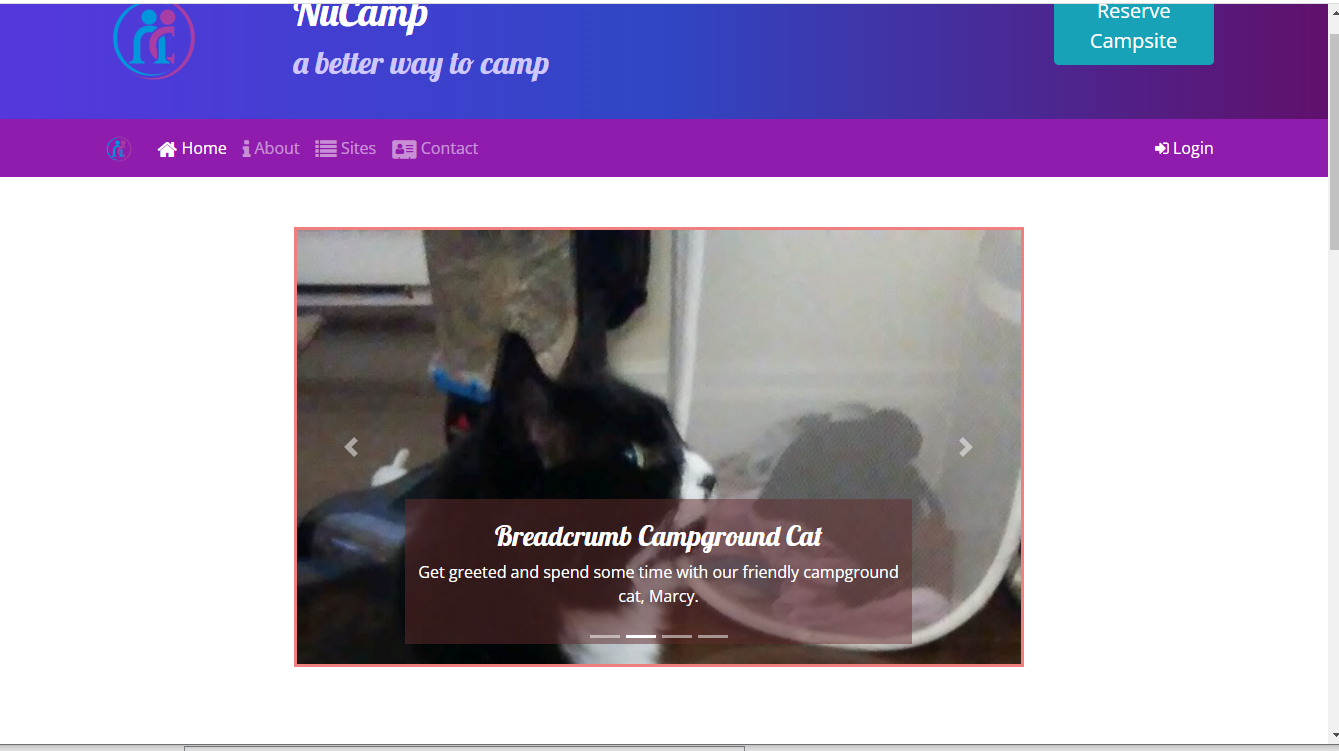 NuCamp
a better way to camp
Reserve
Campsite
Home About Sites Contact
Login
Breadcrumb Campground Cat
Get greeted and spend some time with our friendly campground
cat, Marcy.